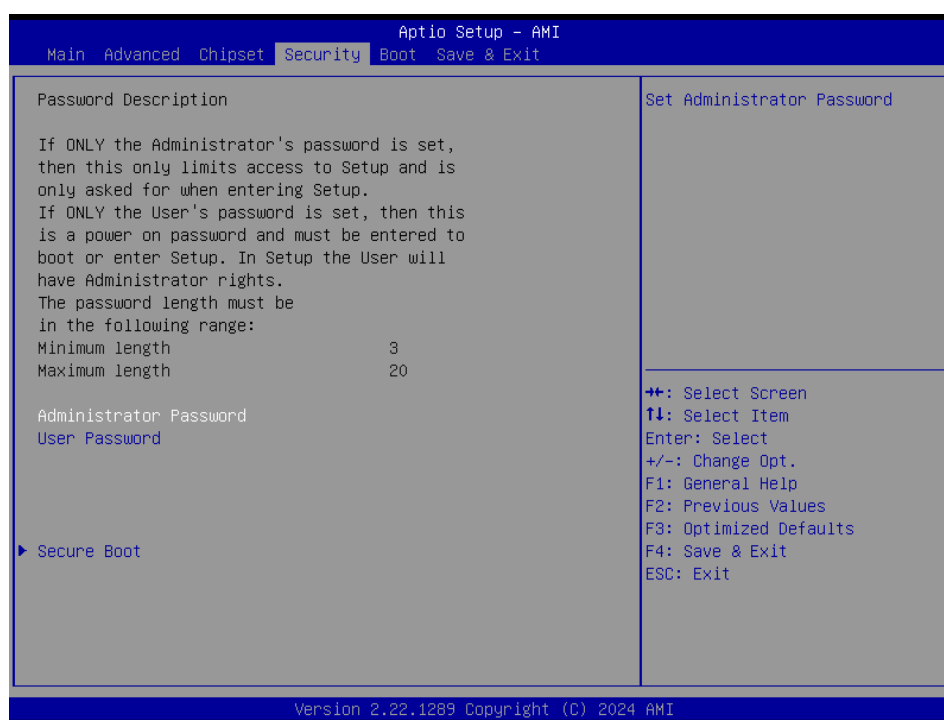 Aptio Setup – AMI
Main Advanced Chipset Security Boot Save & Exit
Password Description
If ONLY the Administrator's password is set,
then this only limits access to Setup and is
only asked for when entering Setup.
If ONLY the User's password is set, then this
is a power on password and must be entered to
boot or enter Setup. In Setup the User will
have Administrator rights.
The password length must be
in the following range:
Minimum length 3
Maximum length 20
Administrator Password
User Password
Secure Boot
Set Administrator Password
→←: Select Screen
↑↓: Select Item
Enter: Select
+/-: Change Opt.
F1: General Help
F2: Previous Values
F3: Optimized Defaults
F4: Save & Exit
ESC: Exit
Version 2.22.1289 Copyright (C) 2024 AMI